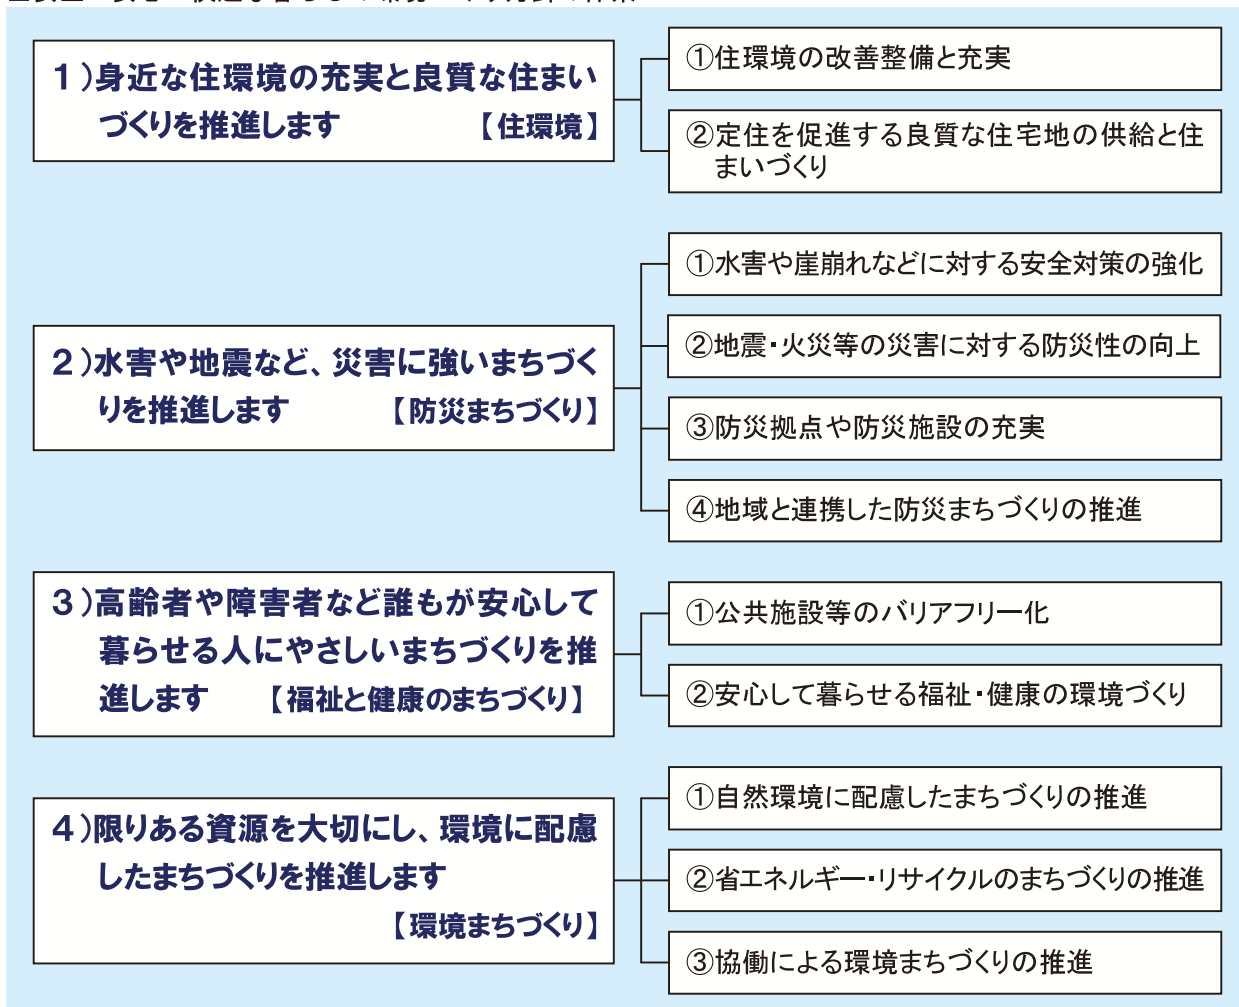 1）身近な住環境の充実と良質な住まい
づくりを推進します 【住環境】
①住環境の改善整備と充実
②定住を促進する良質な住宅地の供給と住
まいづくり
2）水害や地震など、災害に強いまちづく
りを推進します 【防災まちづくり】
①水害や崖崩れなどに対する安全対策の強化
②地震・火災等の災害に対する防災性の向上
③防災拠点や防災施設の充実
④地域と連携した防災まちづくりの推進
3）高齢者や障害者など誰もが安心して
暮らせる人にやさしいまちづくりを推
進します 【福祉と健康のまちづくり】
①公共施設等のバリアフリー化
②安心して暮らせる福祉・健康の環境づくり
4）限りある資源を大切にし、環境に配慮
したまちづくりを推進します
【環境まちづくり】
①自然環境に配慮したまちづくりの推進
②省エネルギー・リサイクルのまちづくりの推進
③協働による環境まちづくりの推進